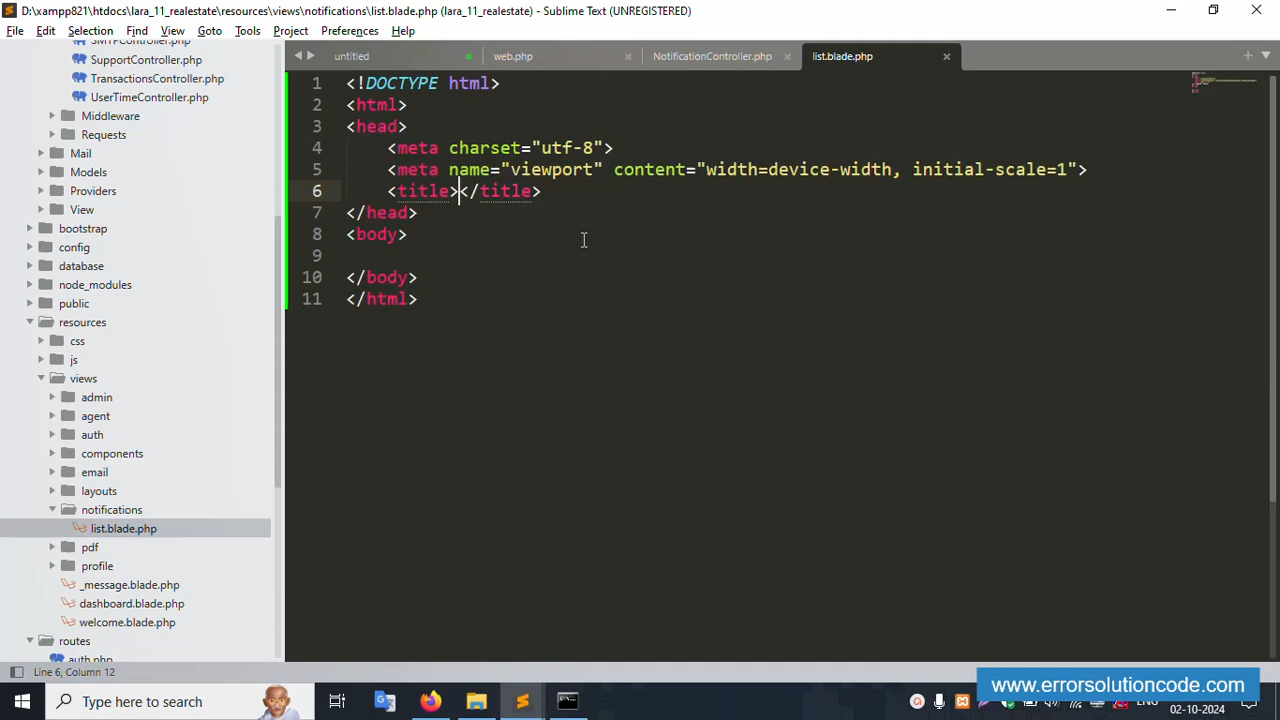 D:\xampp821\htdocs\lara_11_realestate\resources\views\notifications\list.blade.php (lara_11_realestate) - Sublime Text (UNREGISTERED)
File Edit Selection Find View Goto Tools Project Preferences Help
SMTPController.php
SupportController.php
TransactionsController.php
UserTimeController.php
Middleware
Requests
Mail
Models
Providers
View
bootstrap
config
database
node_modules
public
resources
css
js
views
admin
agent
auth
components
email
layouts
notifications
list.blade.php
pdf
profile
_message.blade.php
dashboard.blade.php
welcome.blade.php
routes
auth.php
untitled web.php NotificationController.php list.blade.php
1 <!DOCTYPE html>
2 <html>
3 <head>
4 <meta charset="utf-8">
5 <meta name="viewport" content="width=device-width, initial-scale=1">
6 <title></title>
7 </head>
8 <body>
9
10 </body>
11 </html>
Line 6, Column 12
www.errorsolutioncode.com
Type here to search
ENG
02-10-2024